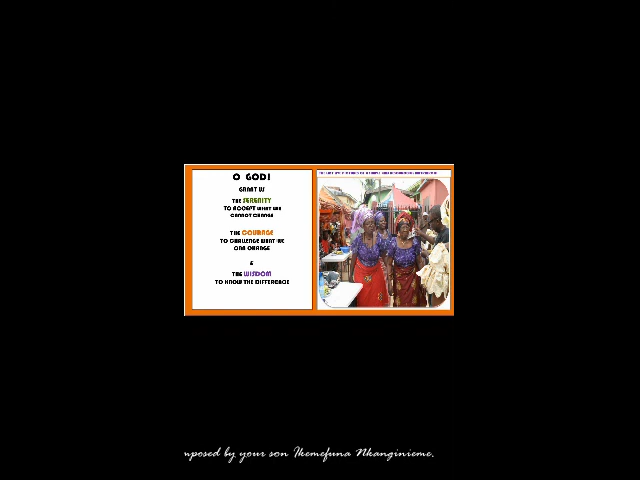 O GOD!
GRANT US
THE SERENITY
TO ACCEPT WHAT WE
CANNOT CHANGE
THE COURAGE
TO CHALLENGE WHAT WE
CAN CHANGE
&
THE WISDOM
TO KNOW THE DIFFERENCE
nposed by your son Ikemefuna Nkanginieme.